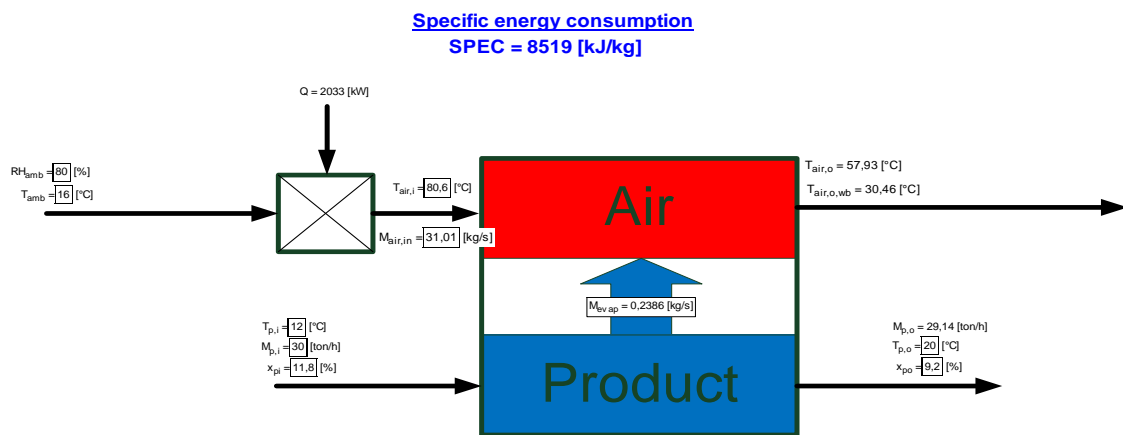 Specific energy consumption
SPEC = 8519 [kJ/kg]
Q = 2033 [kW]
RHamb = 80 [%]
Tamb = 16 [°C]
Tair,i = 80,6 [°C]
Mair,in = 31,01 [kg/s]
Air
Tair,o = 57,93 [°C]
Tair,o,wb = 30,46 [°C]
Mevap = 0,2386 [kg/s]
Tp,i = 12 [°C]
Mp,i = 30 [ton/h]
xpi = 11,8 [%]
Product
Mp,o = 29,14 [ton/h]
Tp,o = 20 [°C]
xpo = 9,2 [%]